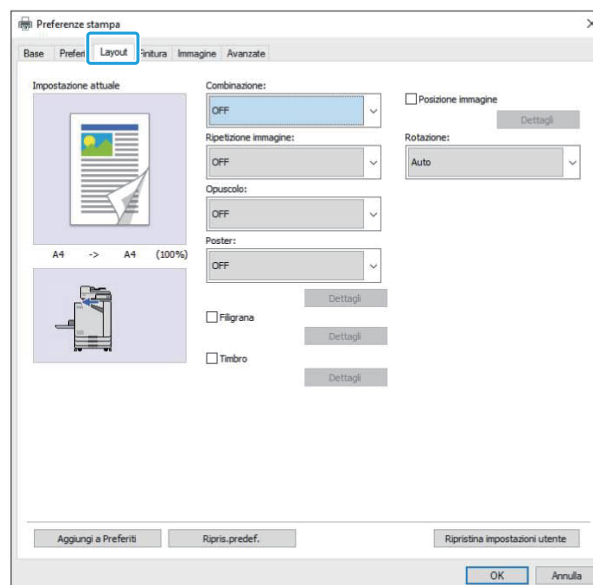 Preferenze stampa
Base Preferi Layout Finitura Immagine Avanzate
Impostazione attuale
A4 -> A4 (100%)
Combinazione:
OFF
Ripetizione immagine:
OFF
Opuscolo:
OFF
Poster:
OFF
Dettagli
Filigrana
Dettagli
Timbro
Dettagli
Posizione immagine
Dettagli
Rotazione:
Auto
Aggiungi a Preferiti Ripris.predef. Ripristina impostazioni utente
OK Annulla